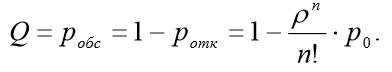 Q = p_обс = 1 − p_отк = 1 − ρ^n / n! · p_0.